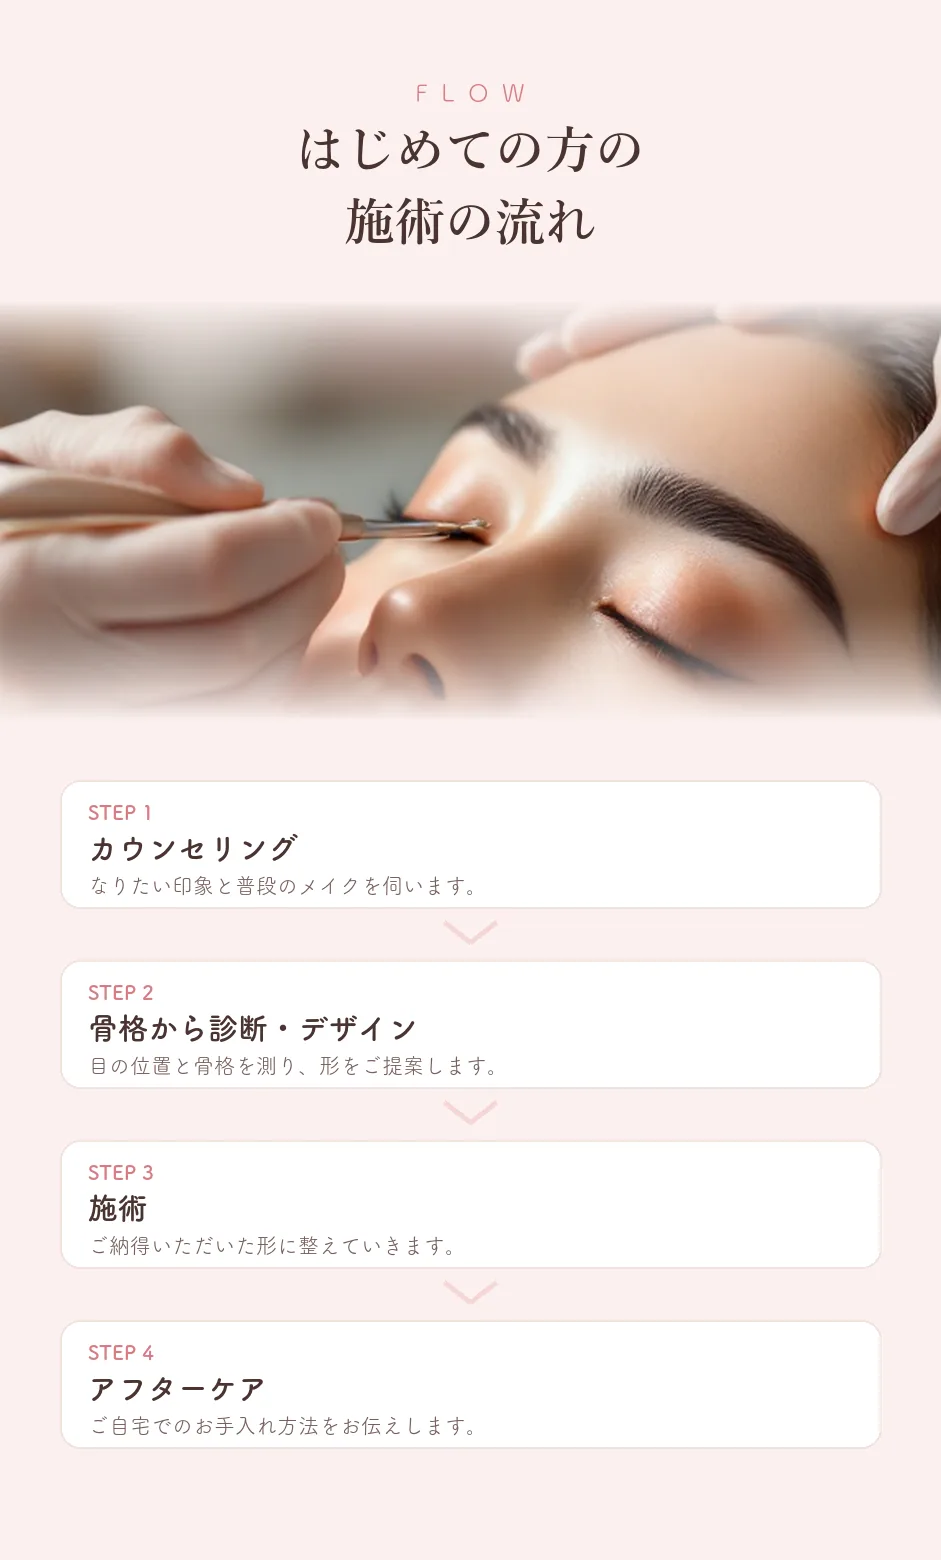 FLOW
はじめての方の
施術の流れ
STEP 1
カウンセリング
なりたい印象と普段のメイクを伺います。
STEP 2
骨格から診断・デザイン
目の位置と骨格を測り、形をご提案します。
STEP 3
施術
ご納得いただいた形に整えていきます。
STEP 4
アフターケア
ご自宅でのお手入れ方法をお伝えします。